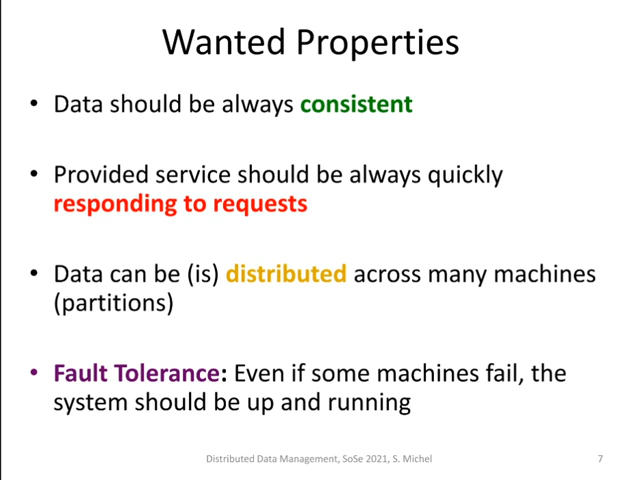 Wanted Properties
• Data should be always consistent
• Provided service should be always quickly
responding to requests
• Data can be (is) distributed across many machines
(partitions)
• Fault Tolerance: Even if some machines fail, the
system should be up and running
Distributed Data Management, SoSe 2021, S. Michel
7